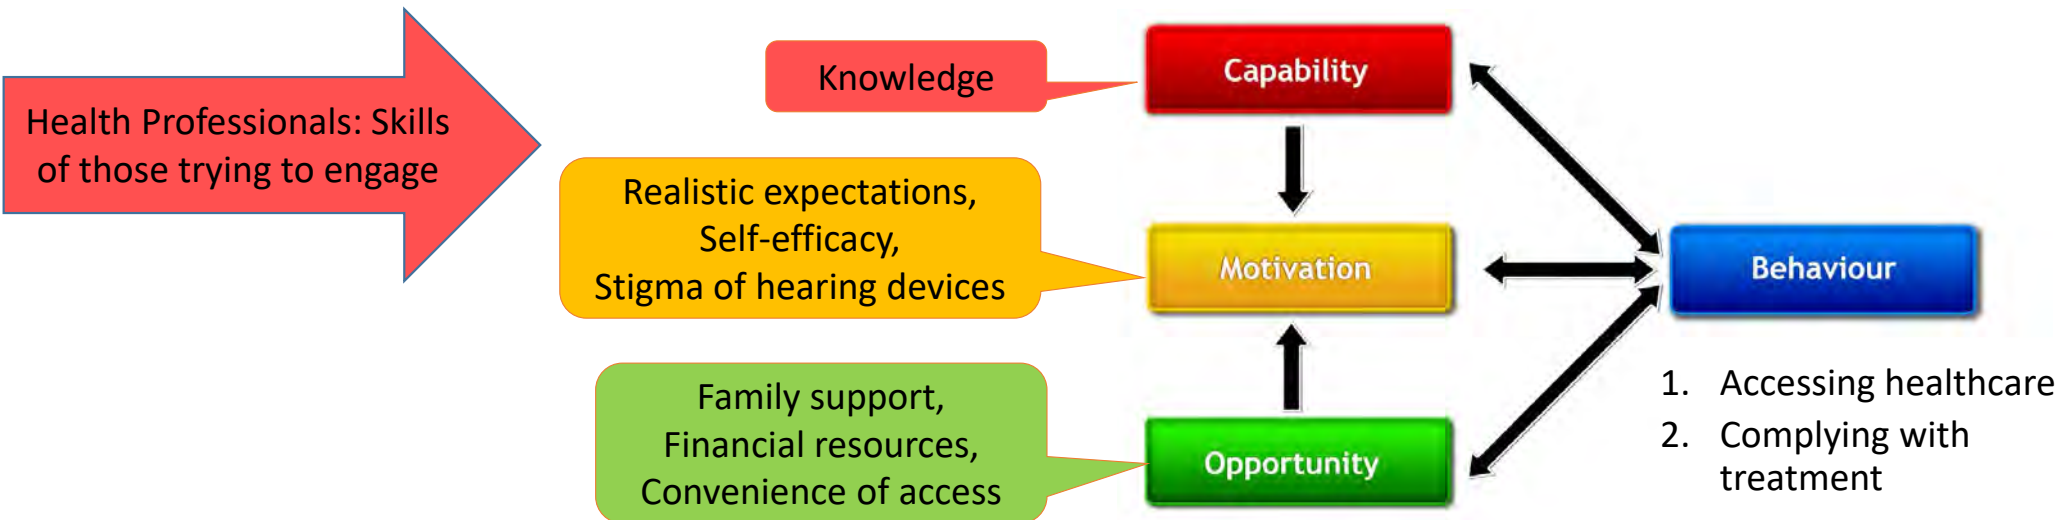 Health Professionals: Skills
of those trying to engage
Knowledge
Capability
Realistic expectations,
Self-efficacy,
Stigma of hearing devices
Motivation
Behaviour
Family support,
Financial resources,
Convenience of access
Opportunity
1. Accessing healthcare
2. Complying with
treatment